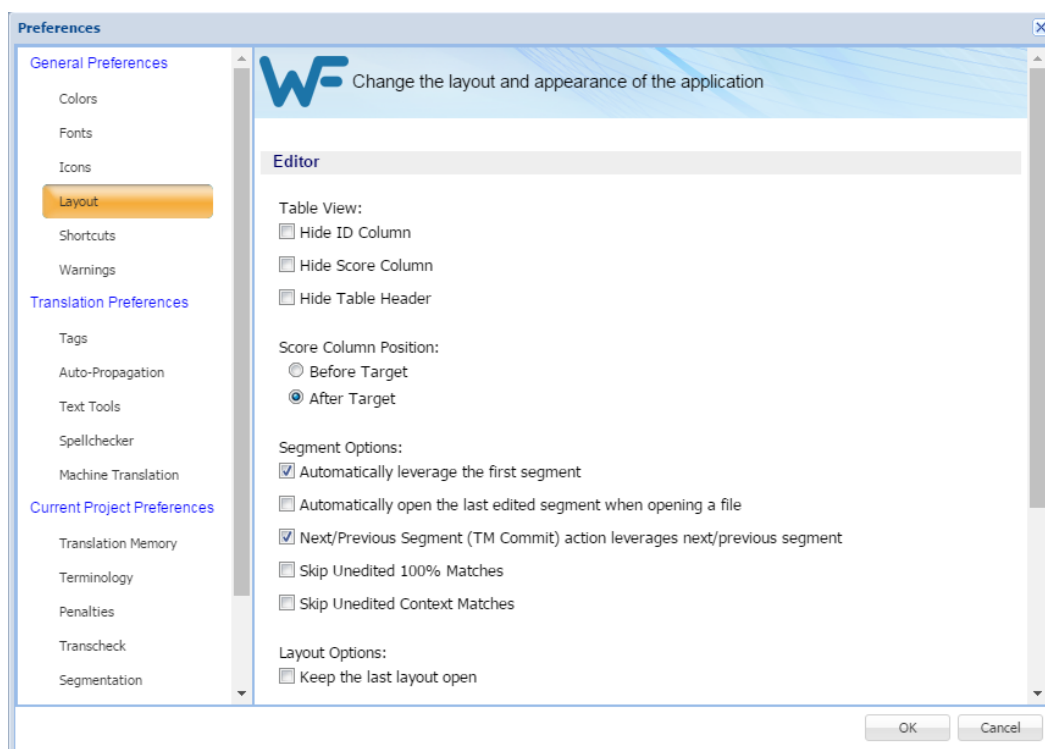 Preferences
General Preferences
Colors
Fonts
Icons
Layout
Shortcuts
Warnings
Translation Preferences
Tags
Auto-Propagation
Text Tools
Spellchecker
Machine Translation
Current Project Preferences
Translation Memory
Terminology
Penalties
Transcheck
Segmentation
WF Change the layout and appearance of the application
Editor
Table View:
Hide ID Column
Hide Score Column
Hide Table Header
Score Column Position:
Before Target
After Target
Segment Options:
Automatically leverage the first segment
Automatically open the last edited segment when opening a file
Next/Previous Segment (TM Commit) action leverages next/previous segment
Skip Unedited 100% Matches
Skip Unedited Context Matches
Layout Options:
Keep the last layout open
OK Cancel